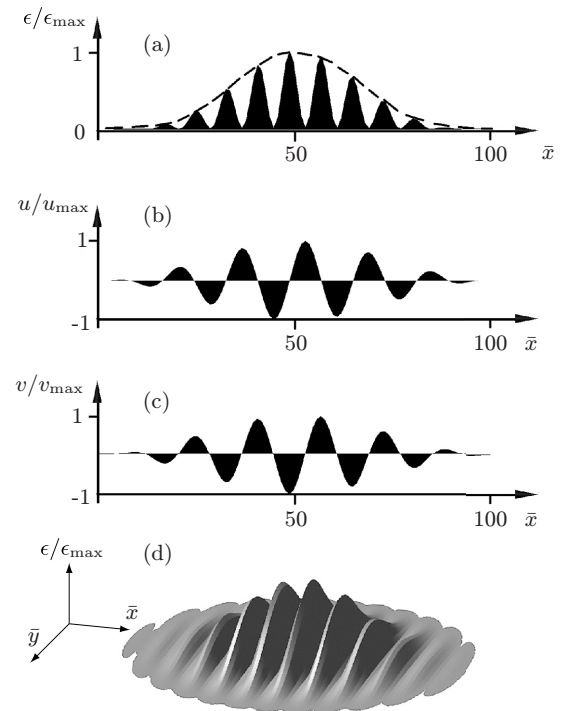 ϵ/ϵmax
(a)
1
0
50
100
x̄
u/umax
(b)
1
-1
50
100
x̄
v/vmax
(c)
1
-1
50
100
x̄
ϵ/ϵmax
(d)
x̄
ȳ